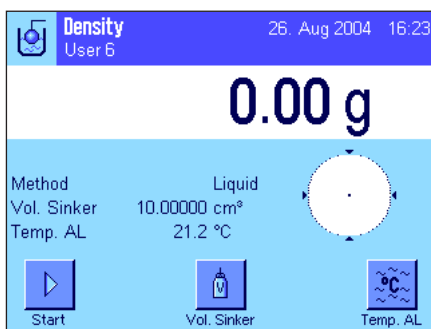 Density 26. Aug 2004 16:23
User 6
0.00 g
Method Liquid
Vol. Sinker 10.00000 cm³
Temp. AL 21.2 °C
V °C
Start Vol. Sinker Temp. AL